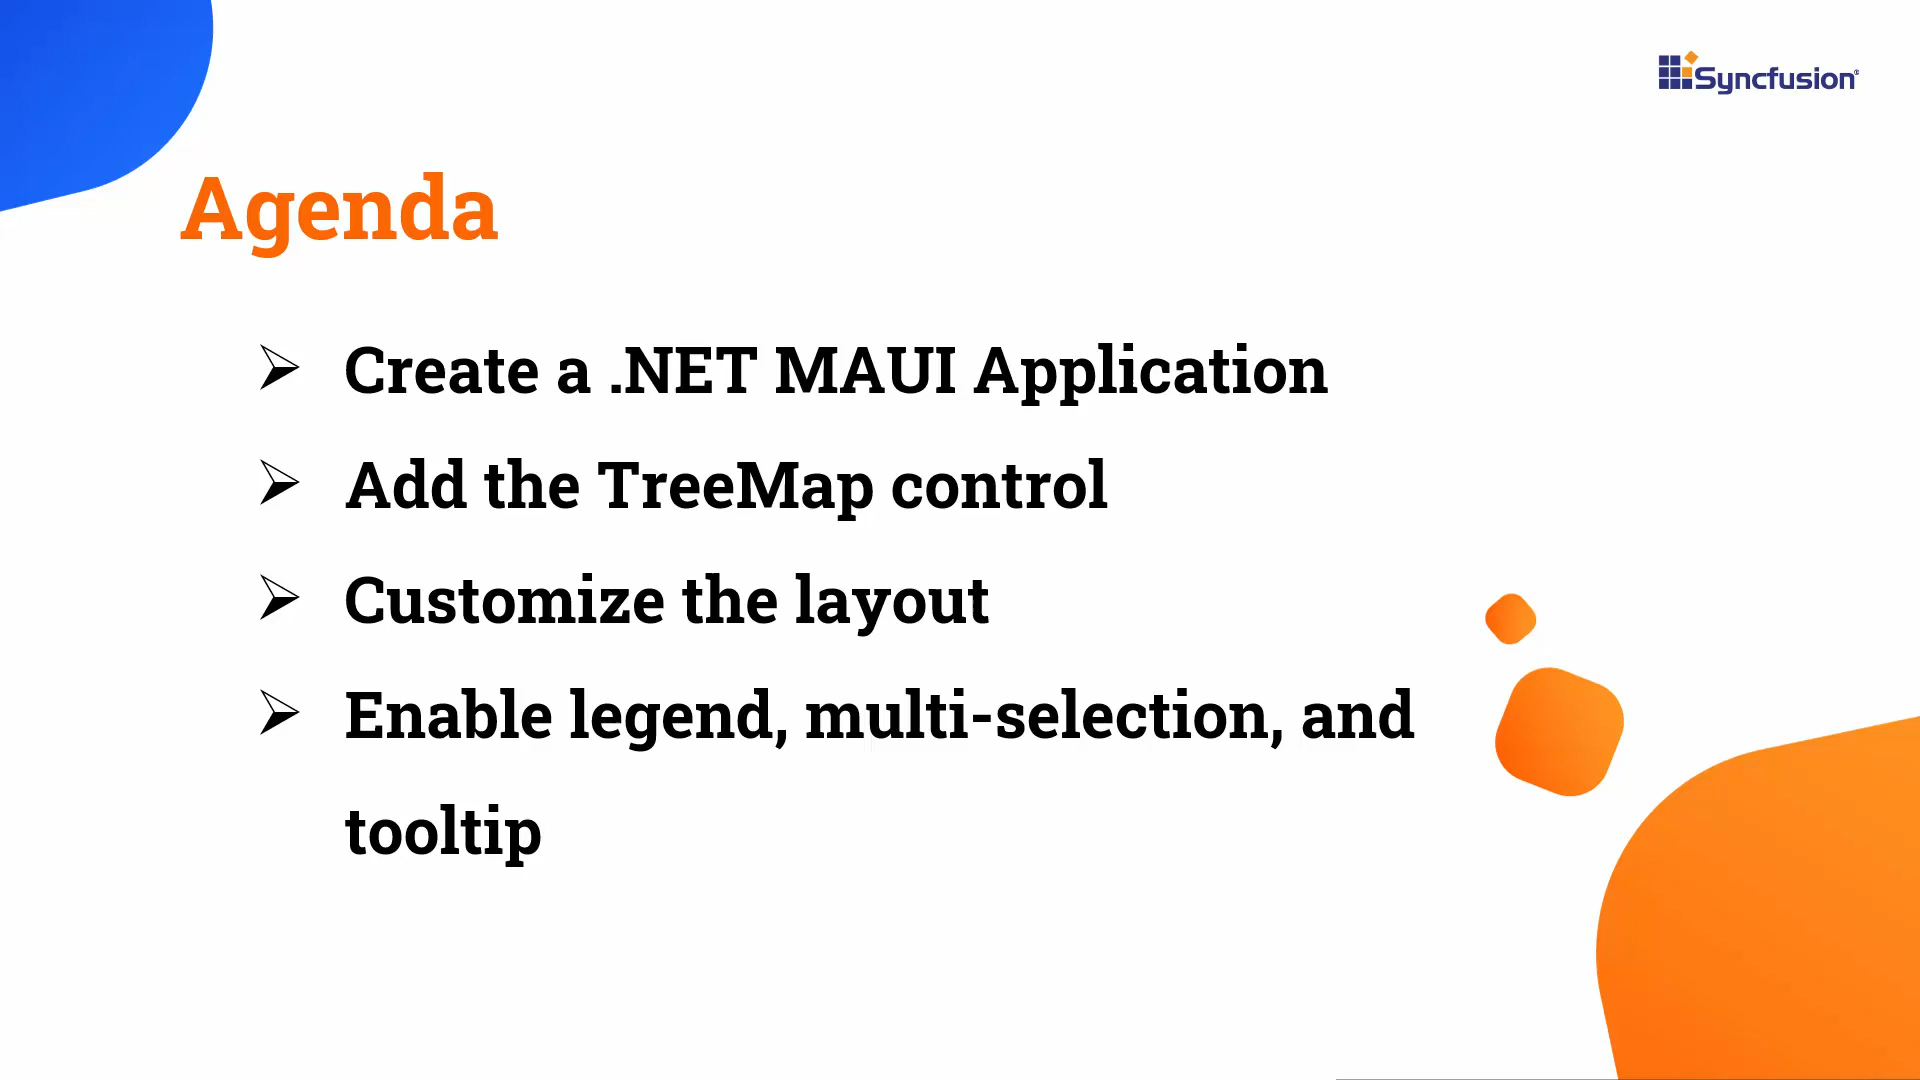 Syncfusion®
Agenda
➢ Create a .NET MAUI Application
➢ Add the TreeMap control
➢ Customize the layout
➢ Enable legend, multi-selection, and
tooltip